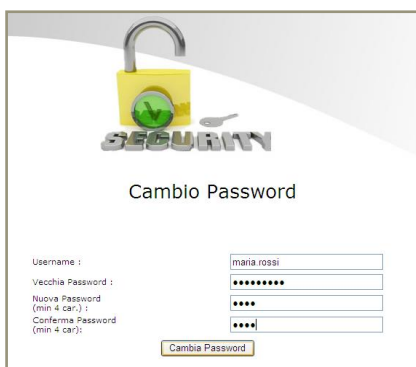 SECURITY
Cambio Password
Username :
maria.rossi
Vecchia Password :
•••••••••
Nuova Password
(min 4 car.) :
••••
Conferma Password
(min 4 car):
••••
Cambia Password